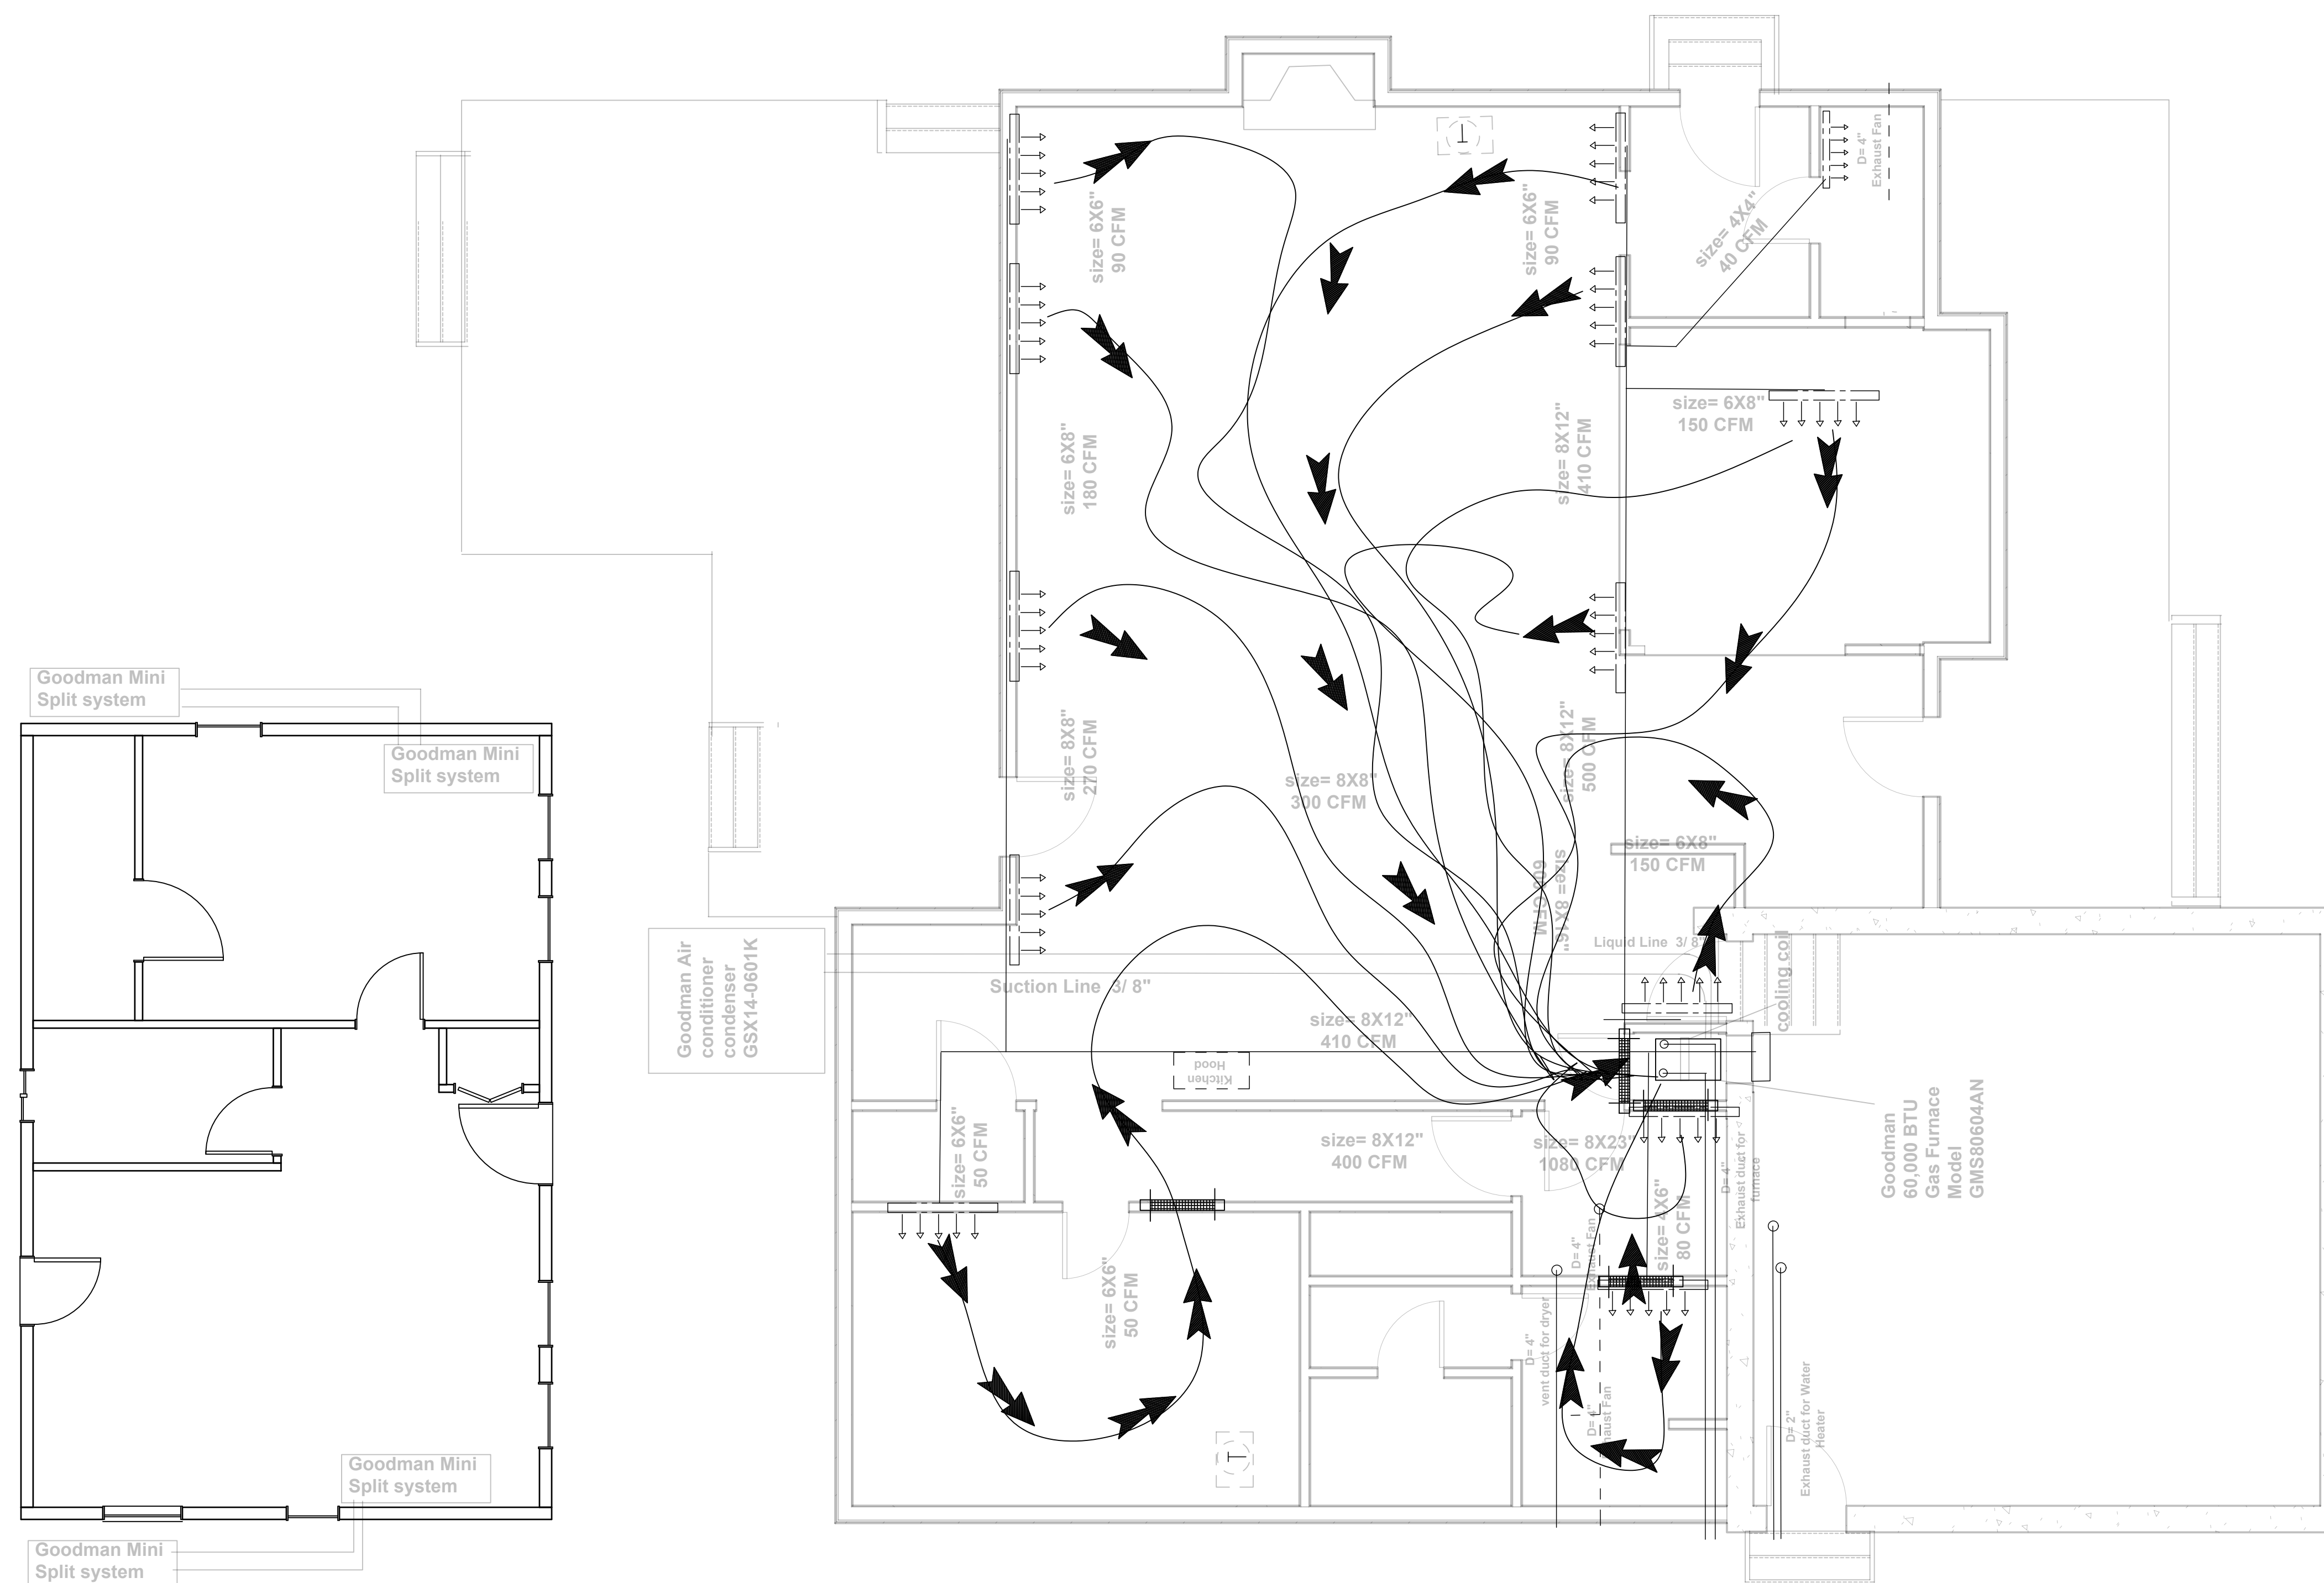 Goodman Mini
Split system
Goodman Mini
Split system
Goodman Mini
Split system
Goodman Mini
Split system
Goodman Air
conditioner
condenser
GSX14-0601K
size= 6X6"
90 CFM
size= 6X6"
90 CFM
size= 4X4"
40 CFM
D= 4"
Exhaust Fan
size= 6X8"
180 CFM
size= 8X12"
410 CFM
size= 6X8"
150 CFM
size= 8X8"
270 CFM
size= 8X8"
300 CFM
size= 8X12"
500 CFM
size= 6X8"
150 CFM
size= 8X16"
609 CFM
Liquid Line 3/ 8"
Suction Line 3/ 8"
cooling coil
size= 8X12"
410 CFM
Kitchen
Hood
size= 6X6"
50 CFM
size= 8X12"
400 CFM
size= 8X23"
1080 CFM
size= 4X6"
80 CFM
D= 4"
Exhaust duct for
furnace
Goodman
60,000 BTU
Gas Furnace
Model
GMS80604AN
size= 6X6"
50 CFM
D= 4"
Exhaust Fan
D= 4"
vent duct for dryer
D= 4"
Exhaust Fan
D= 2"
Exhaust duct for Water
Heater
T
T